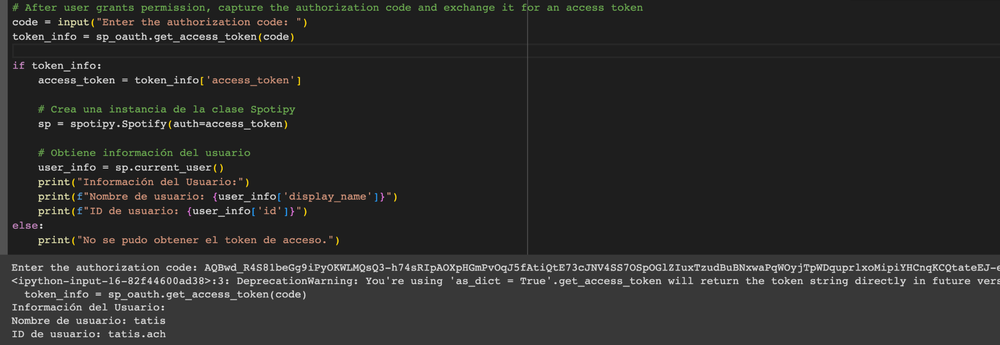 # After user grants permission, capture the authorization code and exchange it for an access token
code = input("Enter the authorization code: ")
token_info = sp_oauth.get_access_token(code)
if token_info:
    access_token = token_info['access_token']
    # Crea una instancia de la clase Spotipy
    sp = spotipy.Spotify(auth=access_token)
    # Obtiene información del usuario
    user_info = sp.current_user()
    print("Información del Usuario:")
    print(f"Nombre de usuario: {user_info['display_name']}")
    print(f"ID de usuario: {user_info['id']}")
else:
    print("No se pudo obtener el token de acceso.")
Enter the authorization code: AQBwd_R4S81beGg9iPyOKWLMQsQ3-h74sRIpAOXpHGmPvOqJ5fAtiQtE73cJNV4SS7OSpOGlZIuxTzudBuBNxwaPqWOyjTpWDquprlxoMipiYHCnqKCQtateEJ-e
<ipython-input-16-82f44600ad38>:3: DeprecationWarning: You're using 'as_dict = True'.get_access_token will return the token string directly in future vers
  token_info = sp_oauth.get_access_token(code)
Información del Usuario:
Nombre de usuario: tatis
ID de usuario: tatis.ach